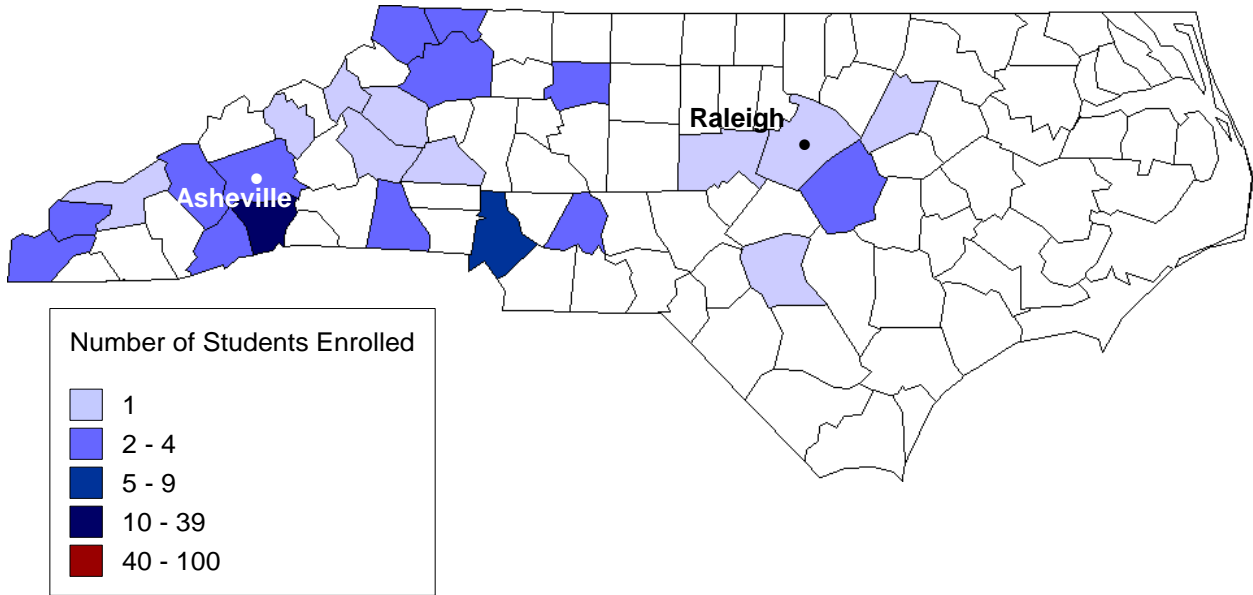 Raleigh
Asheville
Number of Students Enrolled
1
2 - 4
5 - 9
10 - 39
40 - 100